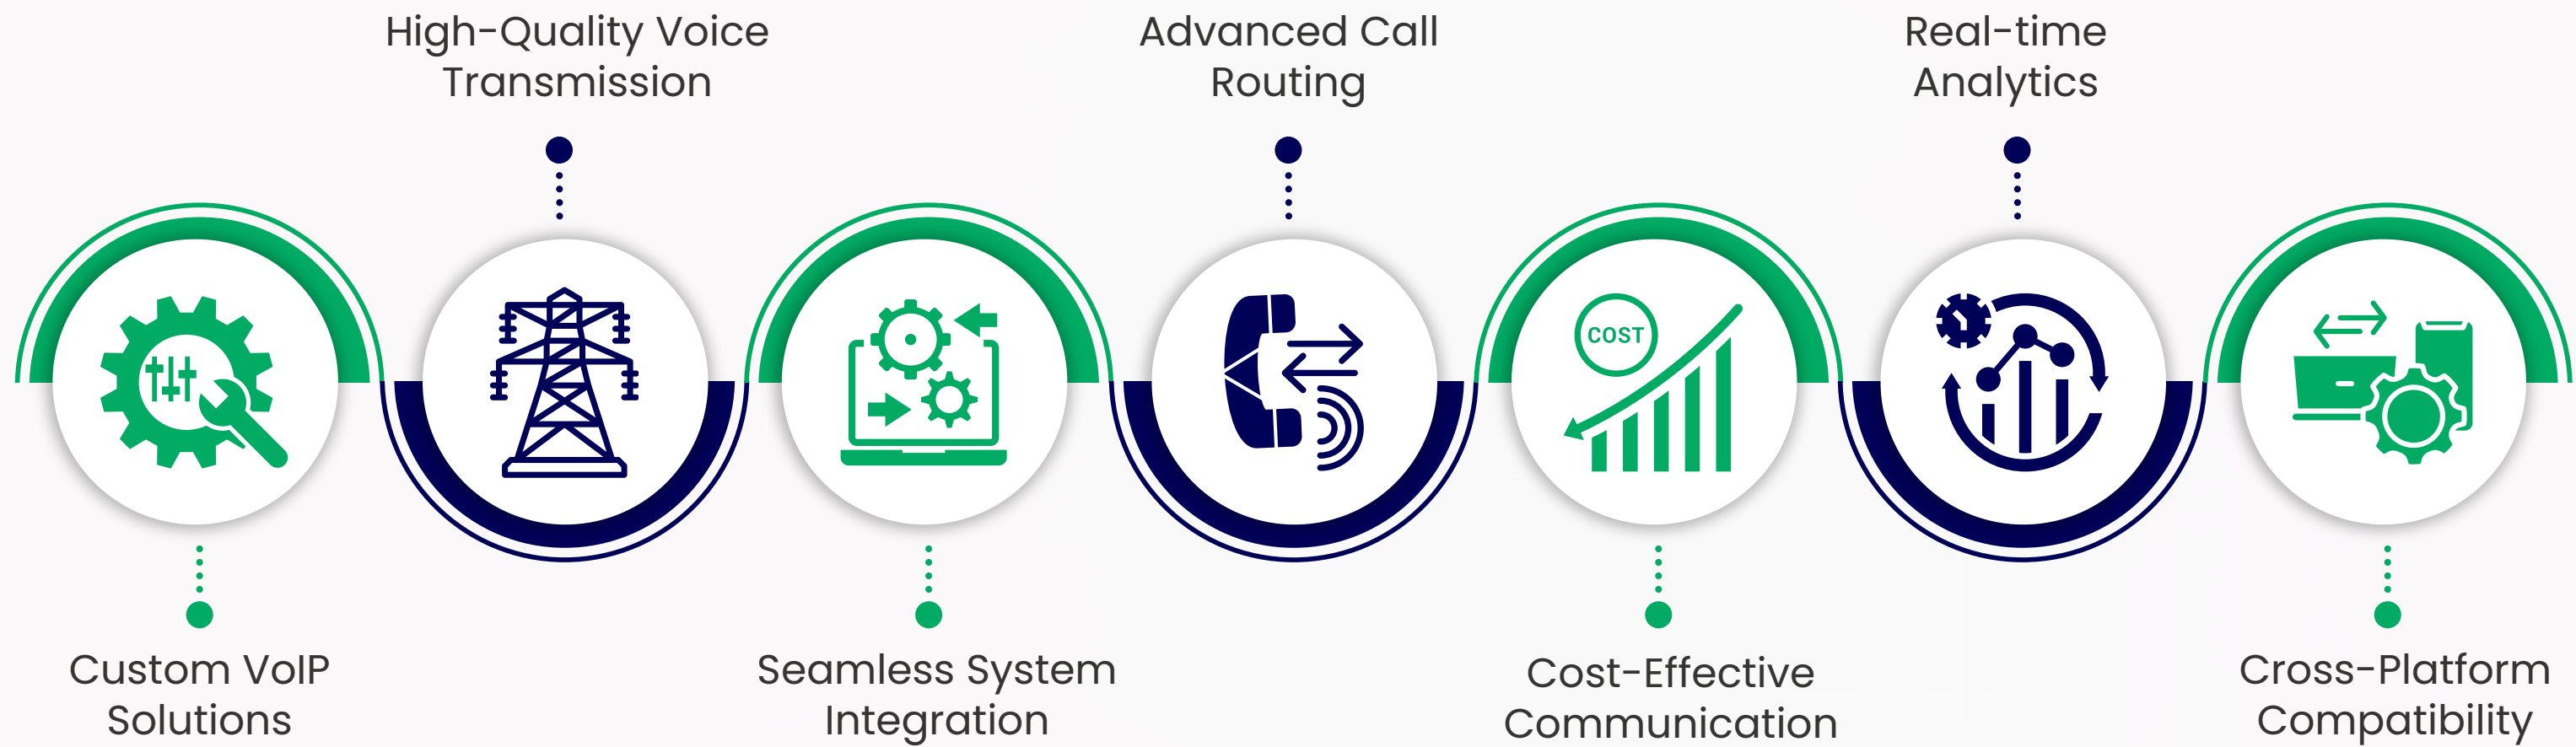 High-Quality Voice
Transmission
Advanced Call
Routing
Real-time
Analytics
COST
Custom VoIP
Solutions
Seamless System
Integration
Cost-Effective
Communication
Cross-Platform
Compatibility